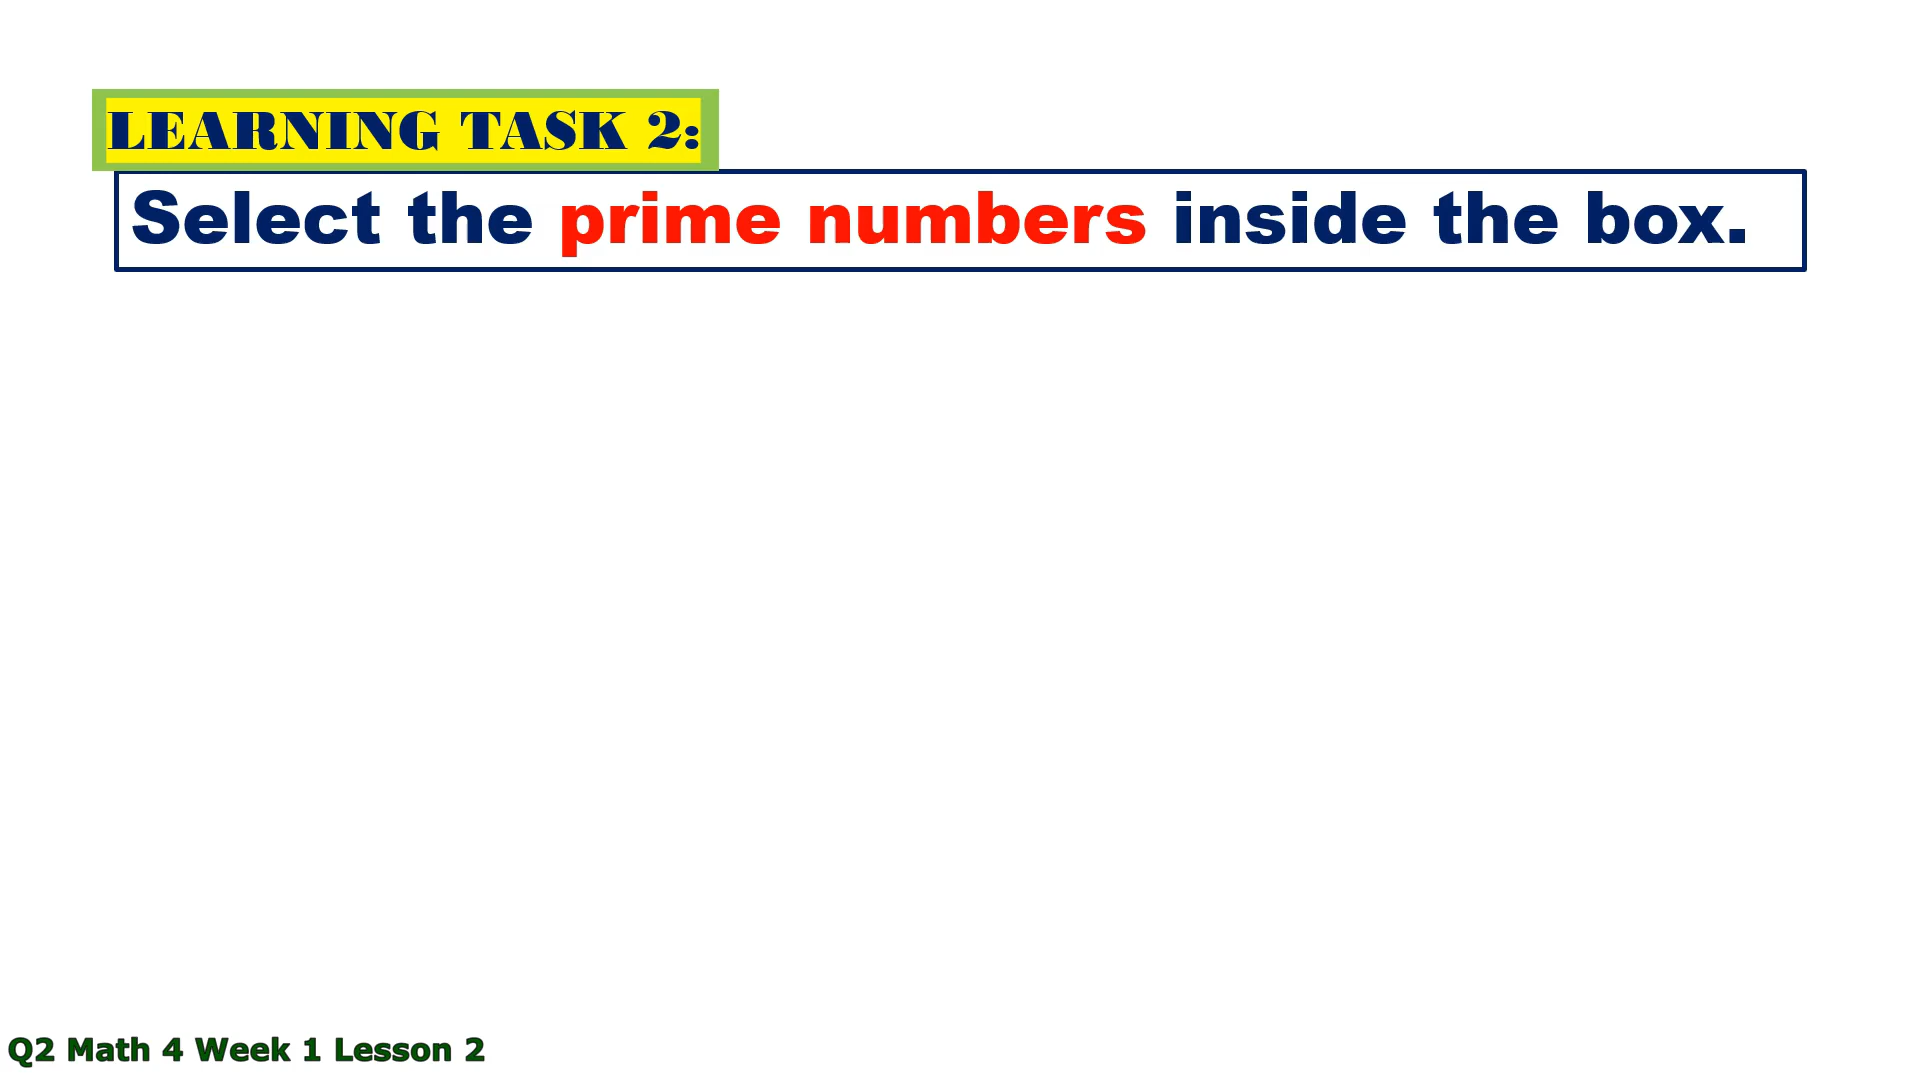 LEARNING TASK 2:
Select the prime numbers inside the box.
Q2 Math 4 Week 1 Lesson 2